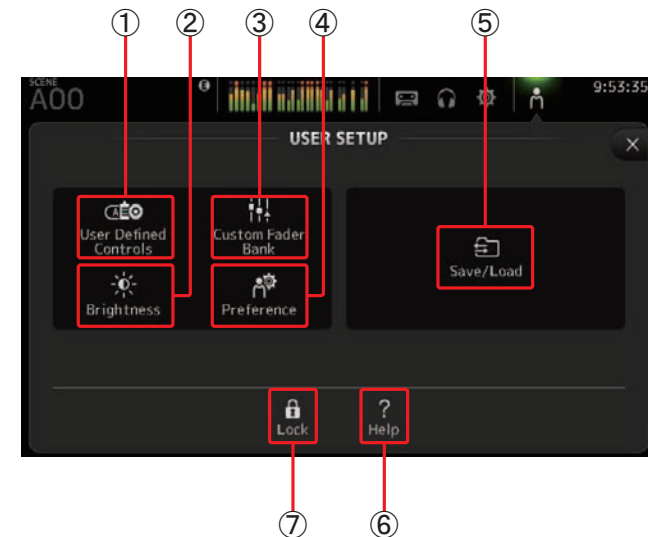 ① ② ③ ④ ⑤
SCENE
A00
E
9:53:35
USER SETUP
User Defined
Controls
Custom Fader
Bank
Brightness
Preference
Save/Load
Lock
?
Help
⑦ ⑥